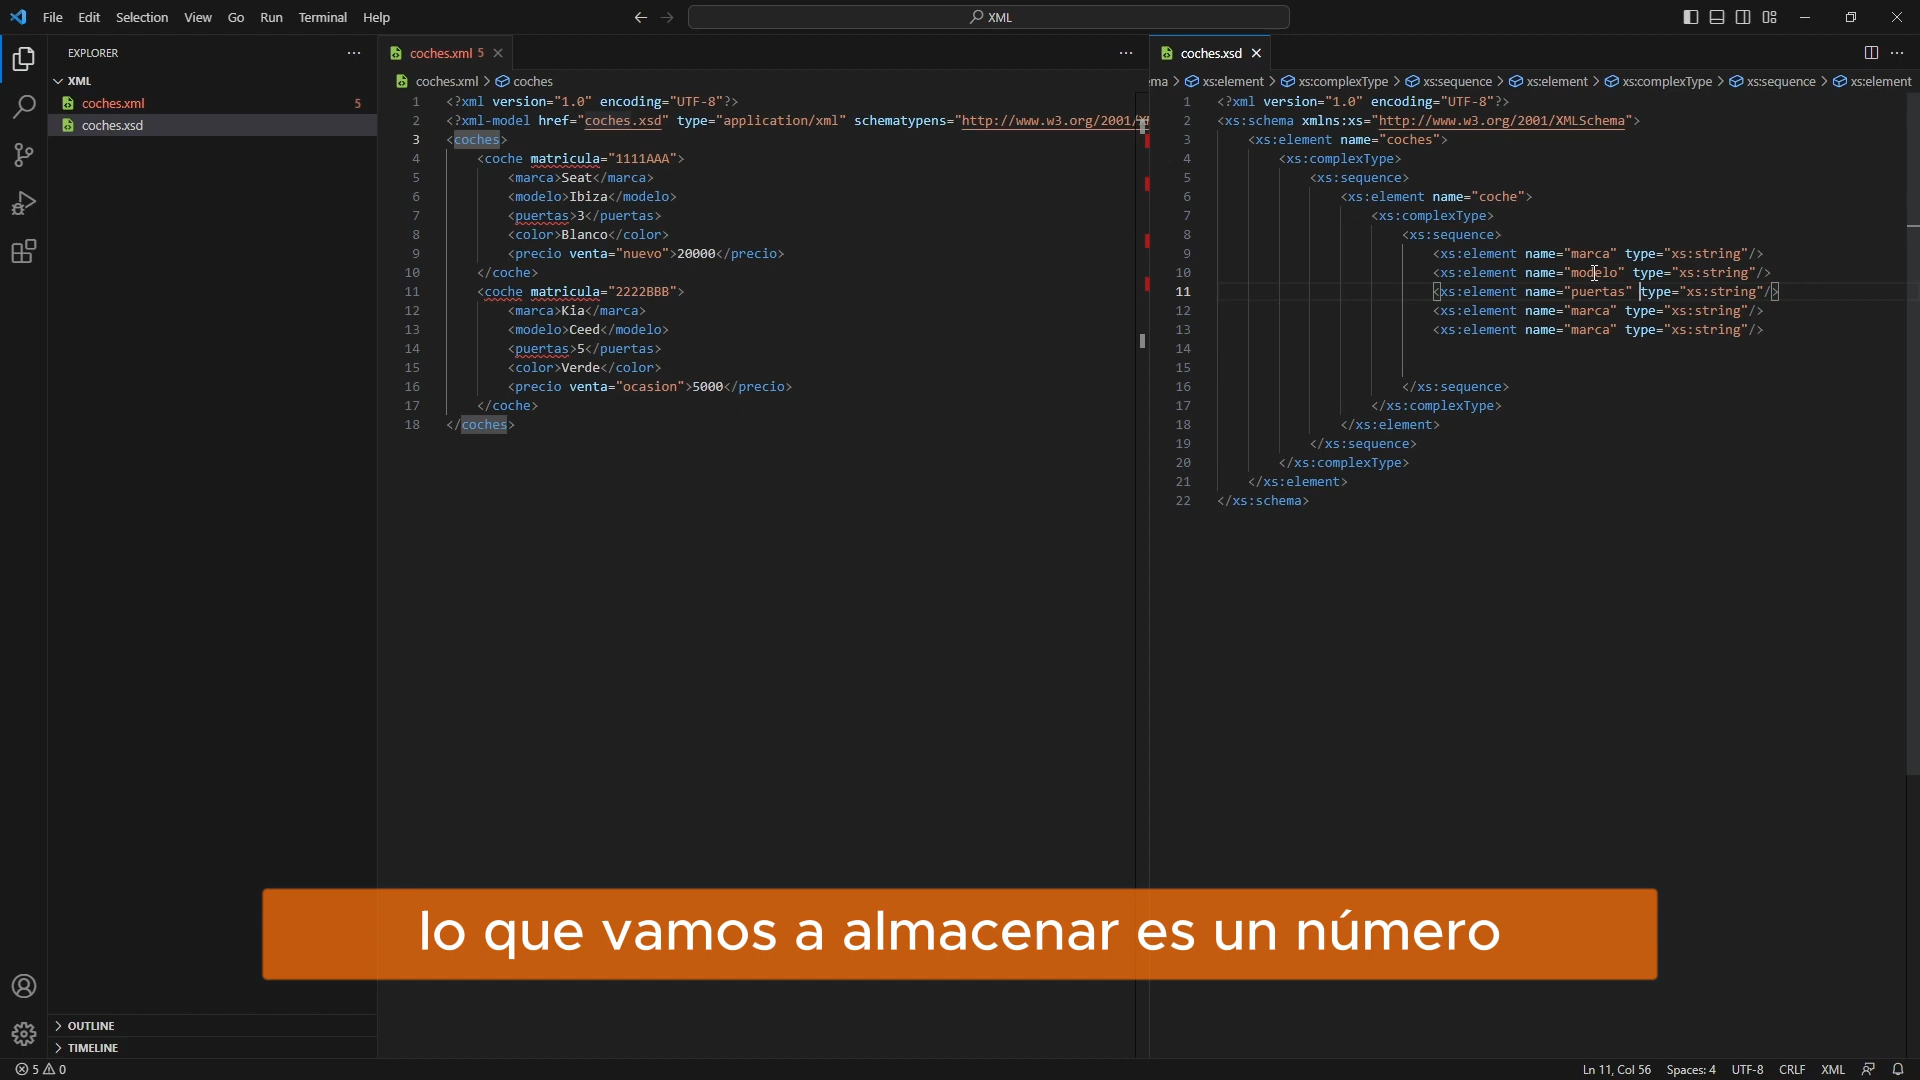 File Edit Selection View Go Run Terminal Help
XML
EXPLORER
XML
coches.xml 5
coches.xsd
OUTLINE
TIMELINE
coches.xml 5
coches.xml > coches
1 <?xml version="1.0" encoding="UTF-8"?>
2 <?xml-model href="coches.xsd" type="application/xml" schematypens="http://www.w3.org/2001/
3 <coches>
4 <coche matricula="1111AAA">
5 <marca>Seat</marca>
6 <modelo>Ibiza</modelo>
7 <puertas>3</puertas>
8 <color>Blanco</color>
9 <precio venta="nuevo">20000</precio>
10 </coche>
11 <coche matricula="2222BBB">
12 <marca>Kia</marca>
13 <modelo>Ceed</modelo>
14 <puertas>5</puertas>
15 <color>Verde</color>
16 <precio venta="ocasion">5000</precio>
17 </coche>
18 </coches>
coches.xsd
ma > xs:element > xs:complexType > xs:sequence > xs:element > xs:complexType > xs:sequence > xs:element
1 <?xml version="1.0" encoding="UTF-8"?>
2 <xs:schema xmlns:xs="http://www.w3.org/2001/XMLSchema">
3 <xs:element name="coches">
4 <xs:complexType>
5 <xs:sequence>
6 <xs:element name="coche">
7 <xs:complexType>
8 <xs:sequence>
9 <xs:element name="marca" type="xs:string"/>
10 <xs:element name="modelo" type="xs:string"/>
11 <xs:element name="puertas" type="xs:string"/>
12 <xs:element name="marca" type="xs:string"/>
13 <xs:element name="marca" type="xs:string"/>
14
15
16 </xs:sequence>
17 </xs:complexType>
18 </xs:element>
19 </xs:sequence>
20 </xs:complexType>
21 </xs:element>
22 </xs:schema>
lo que vamos a almacenar es un número
5 0
Ln 11, Col 56 Spaces: 4 UTF-8 CRLF XML